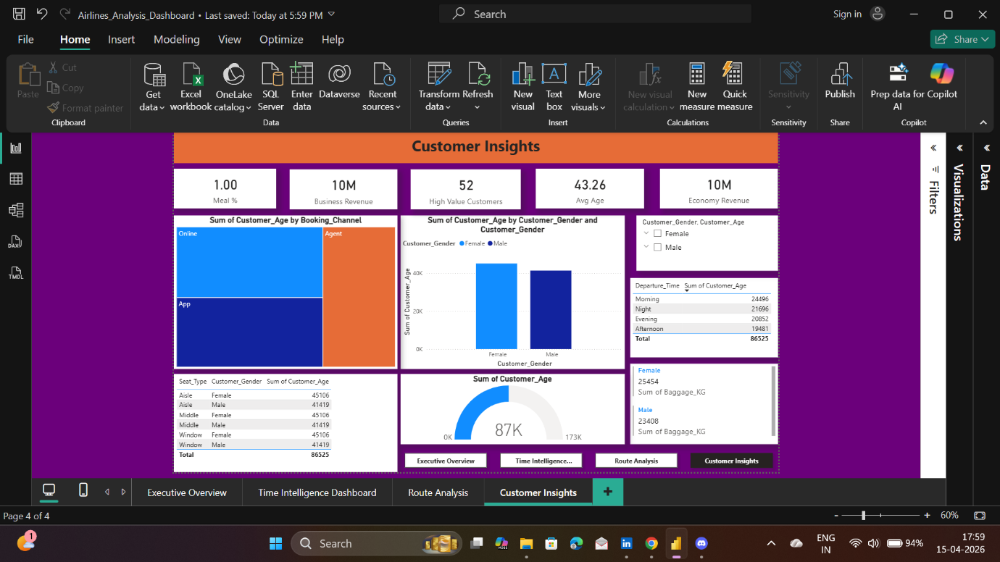 Airlines_Analysis_Dashboard • Last saved: Today at 5:59 PM
Search
Sign in
File
Home
Insert
Modeling
View
Optimize
Help
Share
Paste
Cut
Copy
Format painter
Clipboard
Get data
Excel workbook
OneLake catalog
SQL Server
Enter data
Dataverse
Recent sources
Data
Transform data
Refresh
Queries
New visual
Text box
More visuals
Insert
New visual calculation
New measure
Quick measure
Calculations
Sensitivity
Sensitivity
Publish
Share
Prep data for AI
Copilot
Copilot
DAX
TMDL
Customer Insights
1.00
Meal %
10M
Business Revenue
52
High Value Customers
43.26
Avg Age
10M
Economy Revenue
Sum of Customer_Age by Booking_Channel
Online
Agent
App
Sum of Customer_Age by Customer_Gender and
Customer_Gender
Customer_Gender Female Male
Sum of Customer_Age
40K
20K
0K
Female
Male
Customer_Gender
Customer_Gender, Customer_Age
Female
Male
Departure_Time Sum of Customer_Age
Morning 24496
Night 21696
Evening 20852
Afternoon 19481
Total 86525
Seat_Type Customer_Gender Sum of Customer_Age
Aisle Female 45106
Aisle Male 41419
Middle Female 45106
Middle Male 41419
Window Female 45106
Window Male 41419
Total 86525
Sum of Customer_Age
87K
0K
173K
Female
25454
Sum of Baggage_KG
Male
23408
Sum of Baggage_KG
Executive Overview
Time Intelligence...
Route Analysis
Customer Insights
Filters
Visualizations
Data
Executive Overview
Time Intelligence Dashboard
Route Analysis
Customer Insights
+
Page 4 of 4
- + 60%
1
Search
M365
ENG
IN
94%
17:59
15-04-2026